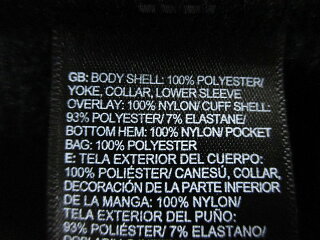 GB: BODY SHELL: 100% POLYESTER/
YOKE, COLLAR, LOWER SLEEVE
OVERLAY: 100% NYLON/ CUFF SHELL:
93% POLYESTER/ 7% ELASTANE/
BOTTOM HEM: 100% NYLON/ POCKET
BAG: 100% POLYESTER
E: TELA EXTERIOR DEL CUERPO:
100% POLIÉSTER/ CANESÚ, COLLAR,
DECORACIÓN DE LA PARTE INFERIOR
DE LA MANGA: 100% NYLON/
TELA EXTERIOR DEL PUÑO:
93% POLIÉSTER/ 7% ELASTANE/